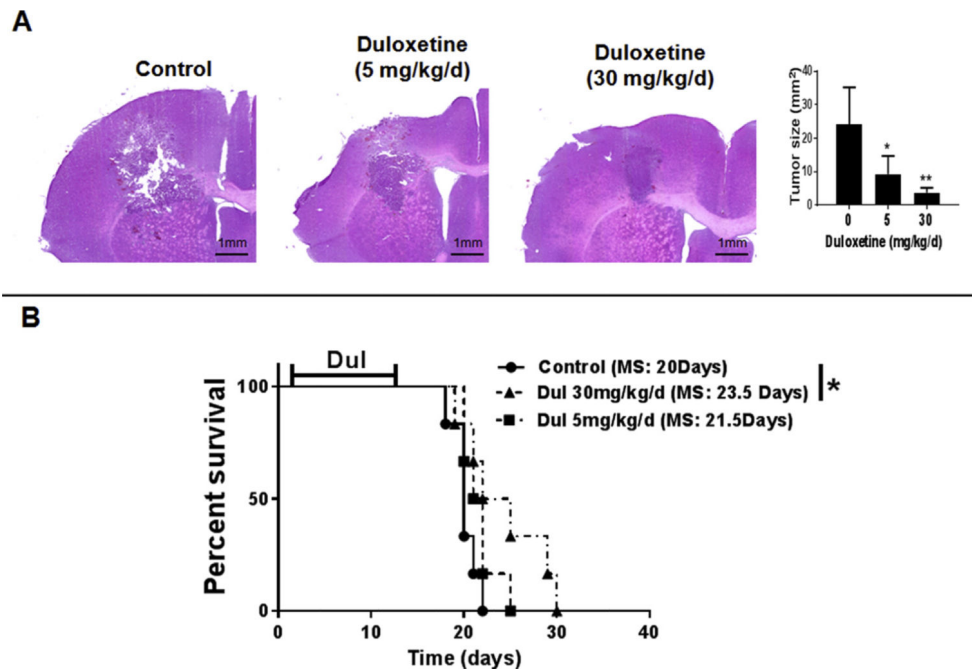 A
Control
Duloxetine
(5 mg/kg/d)
Duloxetine
(30 mg/kg/d)
1mm
1mm
1mm
Tumor size (mm²)
40
30
20
10
0
*
**
0 5 30
Duloxetine (mg/kg/d)
B
Dul
Control (MS: 20Days)
Dul 30mg/kg/d (MS: 23.5 Days)
Dul 5mg/kg/d (MS: 21.5Days)
*
Percent survival
100
50
0
0 10 20 30 40
Time (days)